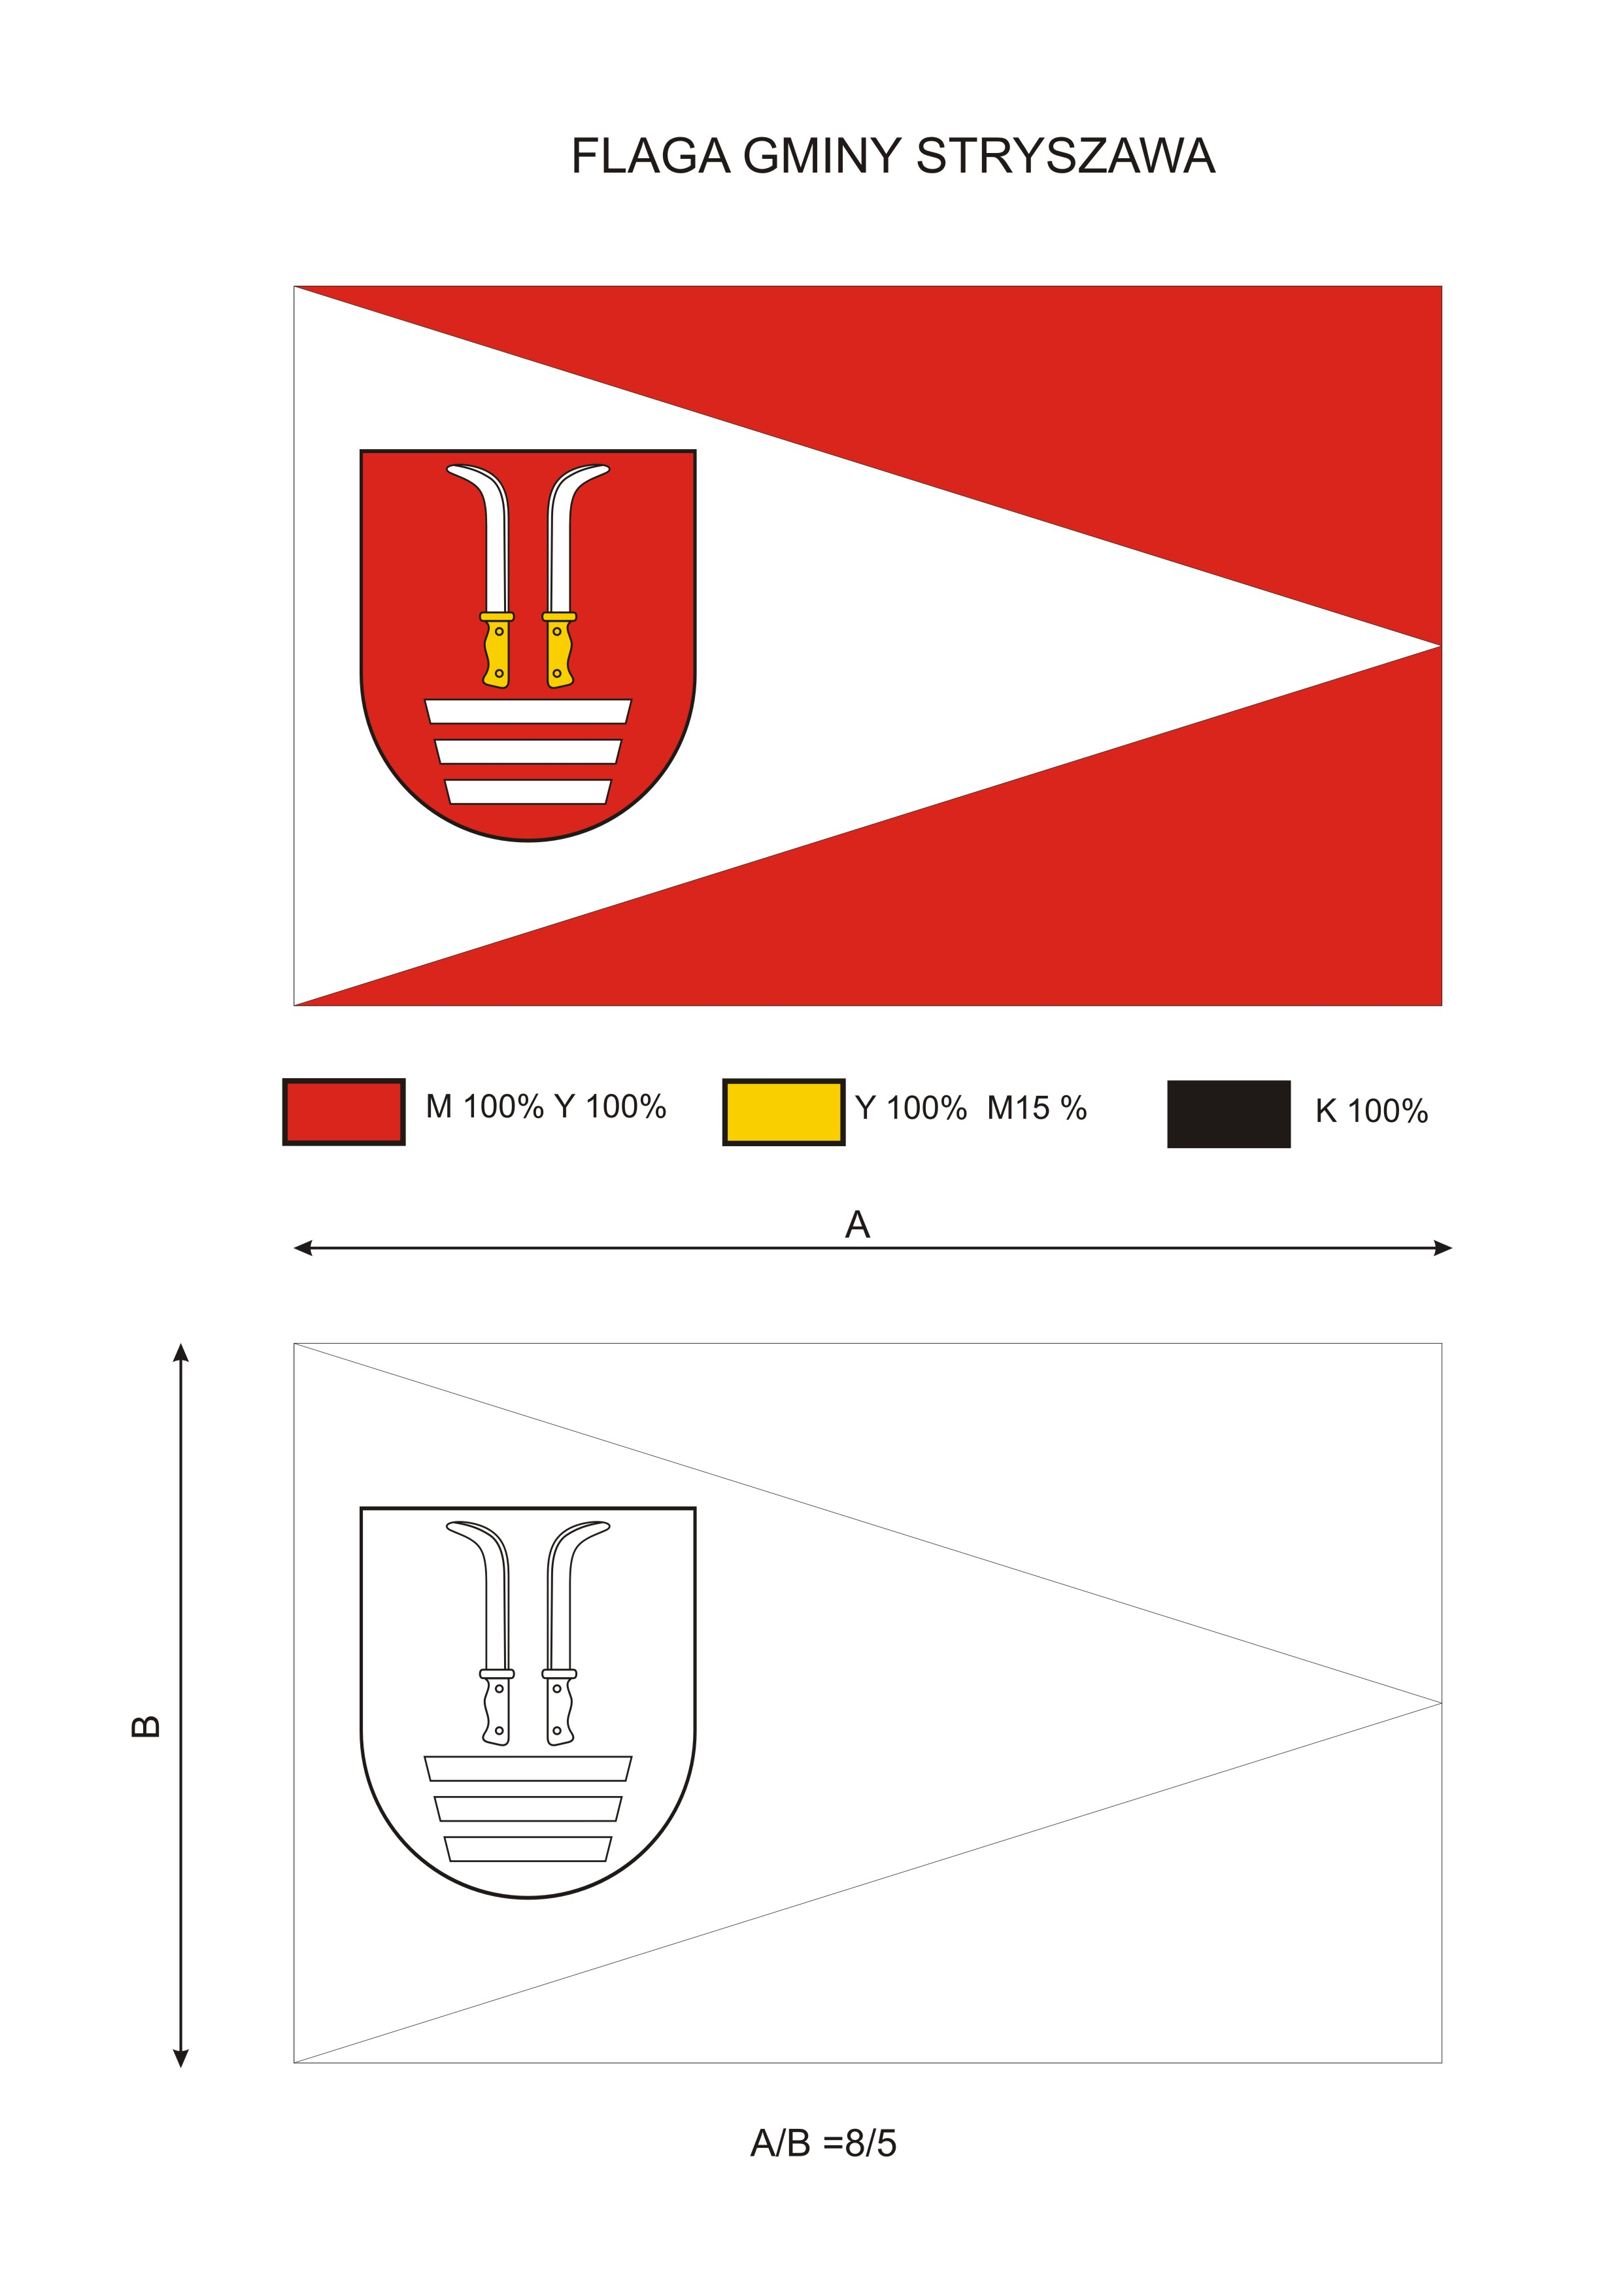 FLAGA GMINY STRYSZAWA
M 100% Y 100%
Y 100% M15 %
K 100%
A
B
A/B =8/5